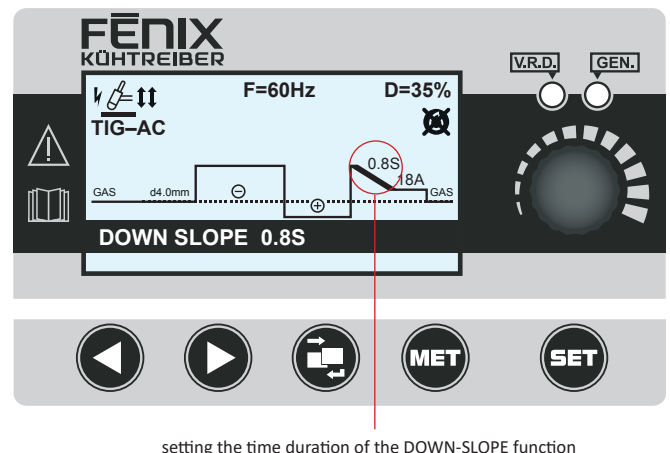 FĒNIX
KÜHTREIBER
V.R.D. GEN.
F=60Hz D=35%
TIG–AC
0.8S
18A
GAS d4.0mm GAS
DOWN SLOPE 0.8S
MET SET
setting the time duration of the DOWN-SLOPE function